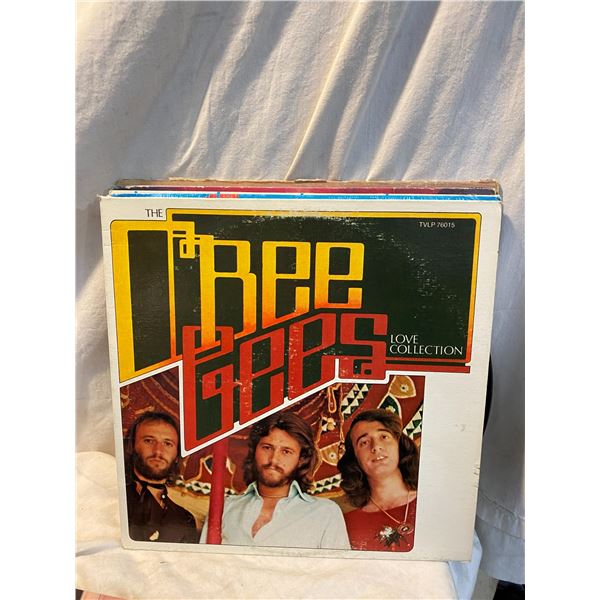 THE
TVLP 76015
Bee
Gees
LOVE
COLLECTION